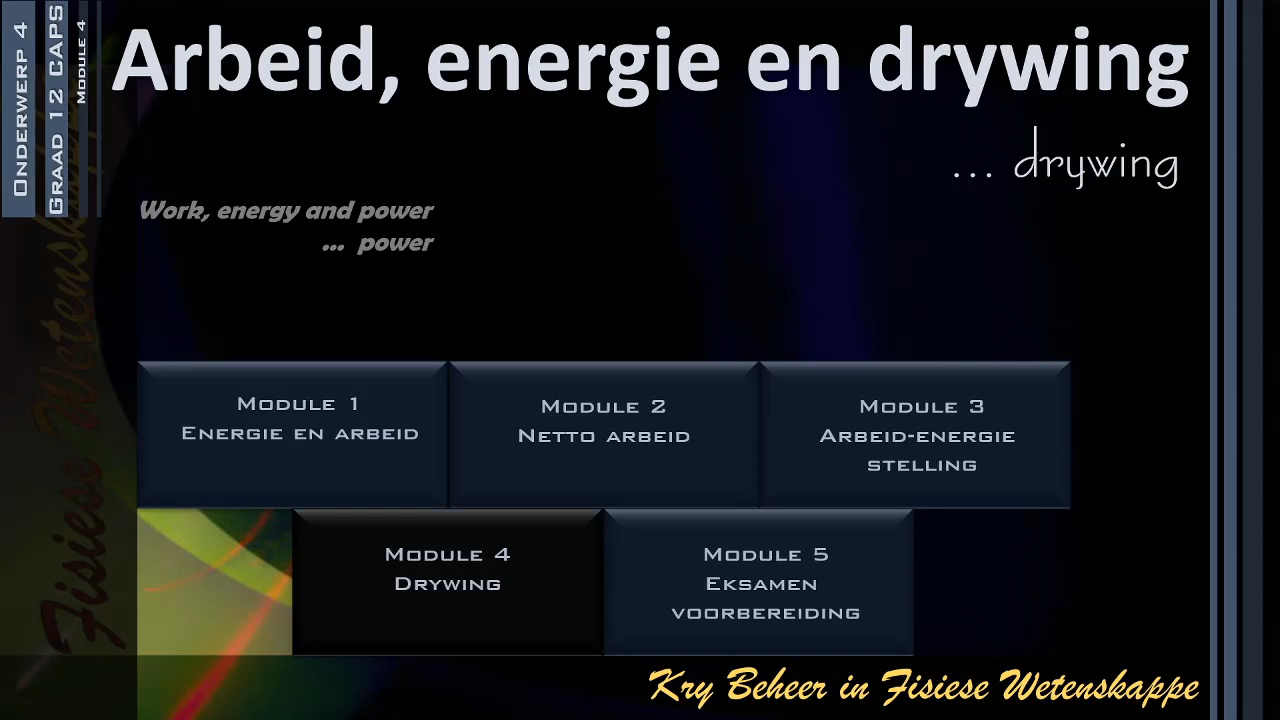 Onderwerp 4
Graad 12 CAPS
Module 4
Arbeid, energie en drywing
... drywing
Work, energy and power
... power
Module 1
Energie en arbeid
Module 2
Netto arbeid
Module 3
Arbeid-energie
stelling
Module 4
Drywing
Module 5
Eksamen
voorbereiding
Fisiese Wetenskappe
Kry Beheer in Fisiese Wetenskappe